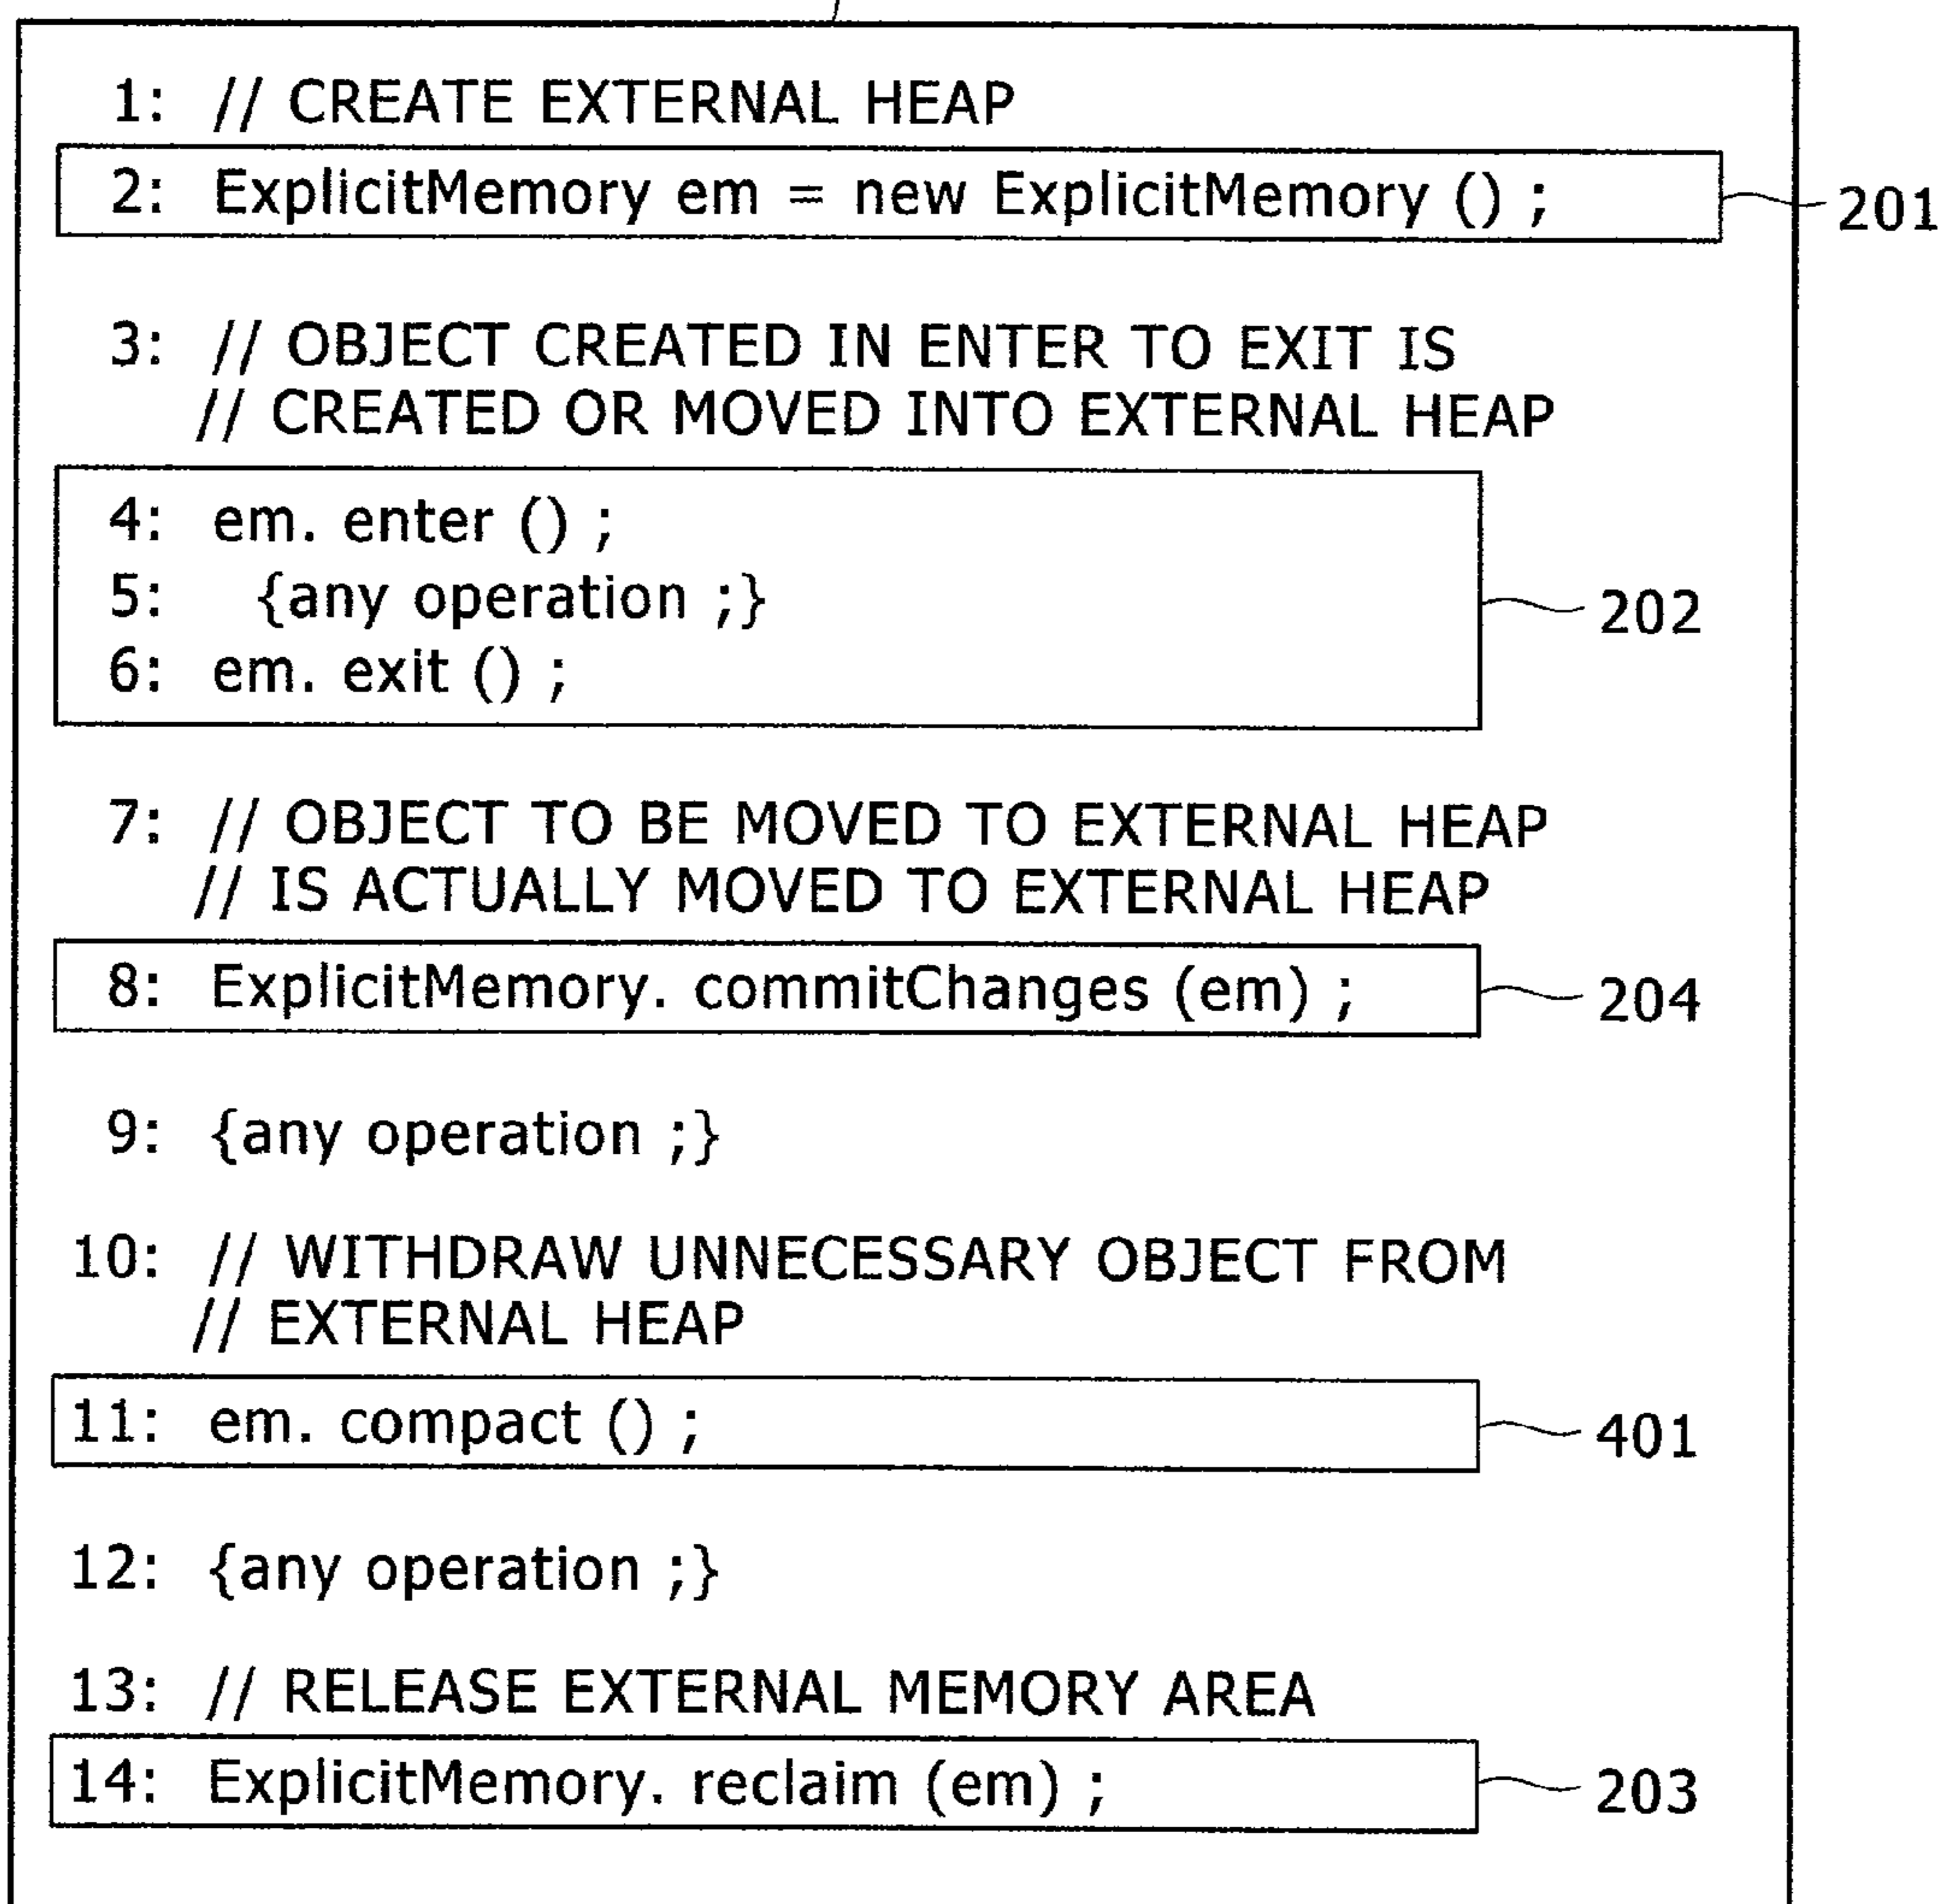 1: // CREATE EXTERNAL HEAP
2: ExplicitMemory em = new ExplicitMemory () ;
201
3: // OBJECT CREATED IN ENTER TO EXIT IS
// CREATED OR MOVED INTO EXTERNAL HEAP
4: em. enter () ;
5: {any operation ;}
202
6: em. exit () ;
7: // OBJECT TO BE MOVED TO EXTERNAL HEAP
// IS ACTUALLY MOVED TO EXTERNAL HEAP
8: ExplicitMemory. commitChanges (em) ;
204
9: {any operation ;}
10: // WITHDRAW UNNECESSARY OBJECT FROM
// EXTERNAL HEAP
11: em. compact () ;
401
12: {any operation ;}
13: // RELEASE EXTERNAL MEMORY AREA
14: ExplicitMemory. reclaim (em) ;
203